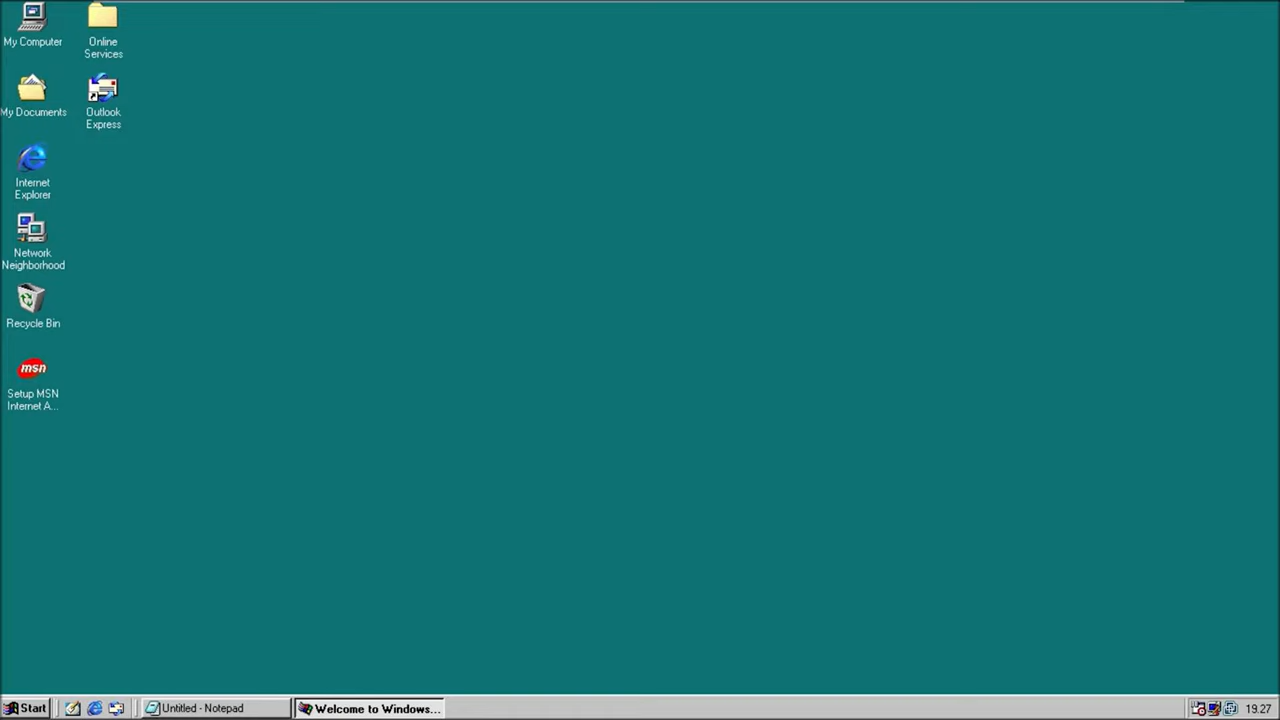 My Computer
Online
Services
My Documents
Outlook
Express
Internet
Explorer
Network
Neighborhood
Recycle Bin
msn
Setup MSN
Internet A...
Start
Untitled - Notepad
Welcome to Windows...
19.27